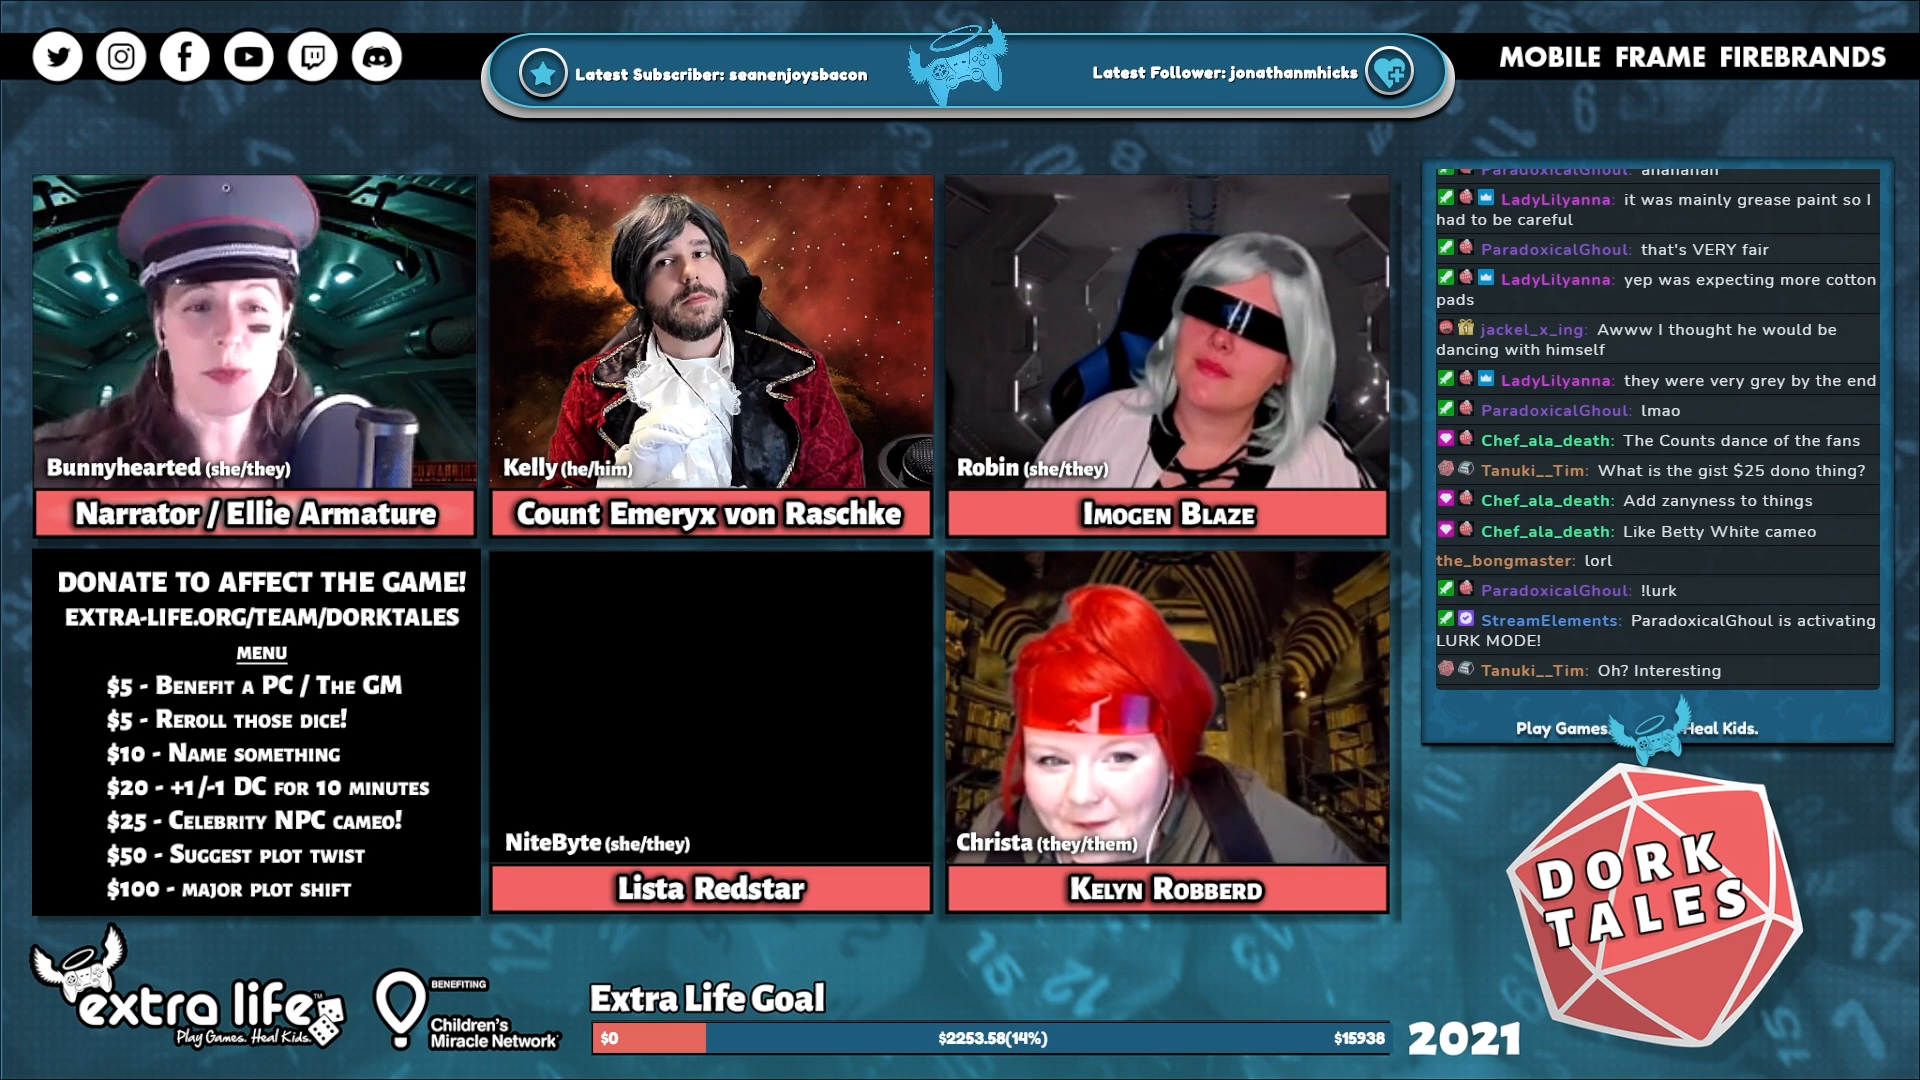 Latest Subscriber: seanenjoysbacon
Latest Follower: jonathanmhicks
MOBILE FRAME FIREBRANDS
Bunnyhearted (she/they)
Narrator / Ellie Armature
Kelly (he/him)
Count Emeryx von Raschke
Robin (she/they)
Imogen Blaze
DONATE TO AFFECT THE GAME!
EXTRA-LIFE.ORG/TEAM/DORKTALES
MENU
$5 - Benefit a PC / The GM
$5 - Reroll those dice!
$10 - Name something
$20 - +1/-1 DC for 10 minutes
$25 - Celebrity NPC cameo!
$50 - Suggest plot twist
$100 - major plot shift
NiteByte (she/they)
Lista Redstar
Christa (they/them)
Kelyn Robberd
ParadoxicalGhoul: ahahahah
LadyLilyanna: it was mainly grease paint so I
had to be careful
ParadoxicalGhoul: that's VERY fair
LadyLilyanna: yep was expecting more cotton
pads
jackel_x_ing: Awww I thought he would be
dancing with himself
LadyLilyanna: they were very grey by the end
ParadoxicalGhoul: lmao
Chef_ala_death: The Counts dance of the fans
Tanuki__Tim: What is the gist $25 dono thing?
Chef_ala_death: Add zanyness to things
Chef_ala_death: Like Betty White cameo
the_bongmaster: lorl
ParadoxicalGhoul: !lurk
StreamElements: ParadoxicalGhoul is activating
LURK MODE!
Tanuki__Tim: Oh? Interesting
Play Games. Heal Kids.
DORK
TALES
extra life
Play Games. Heal Kids.
BENEFITING
Children's
Miracle Network
Extra Life Goal
$0
$2253.58(14%)
$15938
2021